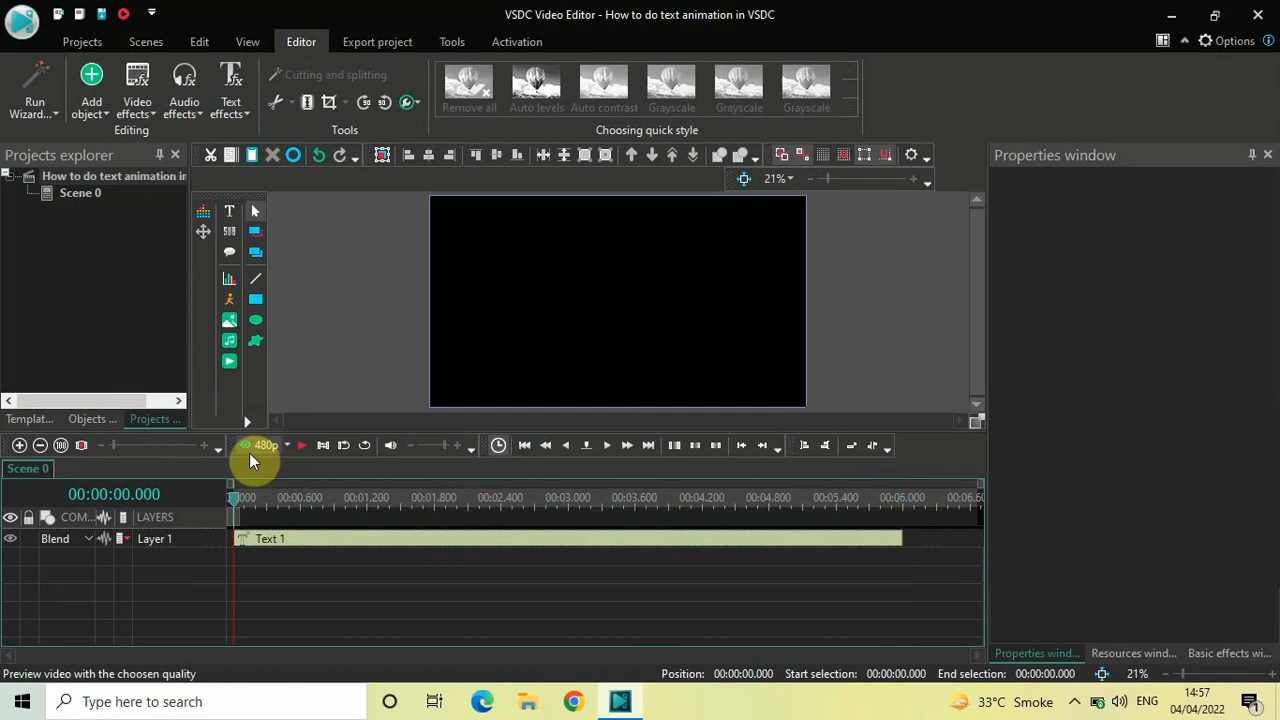 VSDC Video Editor - How to do text animation in VSDC
Projects Scenes Edit View Editor Export project Tools Activation Options
Run Wizard... Add object Video effects Audio effects Text effects
Editing
Cutting and splitting
Tools
Remove all Auto levels Auto contrast Grayscale Grayscale Grayscale
Choosing quick style
Projects explorer
How to do text animation in
Scene 0
21%
T
SUB
Properties window
Templat... Objects ... Projects ...
480p
Scene 0
00:00:00.000
000 00:00.600 00:01.200 00:01.800 00:02.400 00:03.000 00:03.600 00:04.200 00:04.800 00:05.400 00:06.000 00:06.6
COM... LAYERS
Blend Layer 1 Text 1
Properties wind... Resources wind... Basic effects wi...
Preview video with the chosen quality
Position: 00:00:00.000 Start selection: 00:00:00.000 End selection: 00:00:00.000 21%
Type here to search
33°C Smoke
ENG
14:57
04/04/2022
1